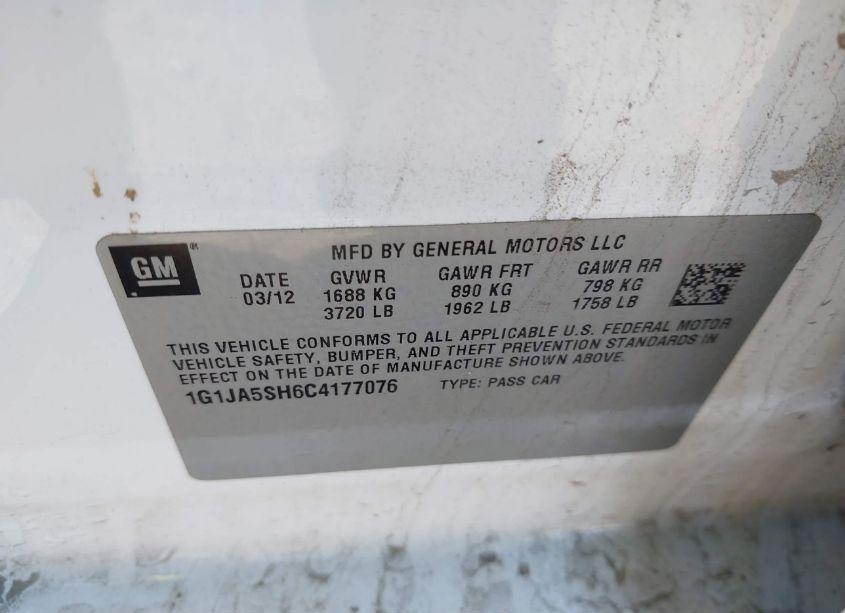 GM ® MFD BY GENERAL MOTORS LLC
DATE GVWR GAWR FRT GAWR RR
03/12 1688 KG 890 KG 798 KG
3720 LB 1962 LB 1758 LB
THIS VEHICLE CONFORMS TO ALL APPLICABLE U.S. FEDERAL MOTOR
VEHICLE SAFETY, BUMPER, AND THEFT PREVENTION STANDARDS IN
EFFECT ON THE DATE OF MANUFACTURE SHOWN ABOVE.
1G1JA5SH6C4177076 TYPE: PASS CAR